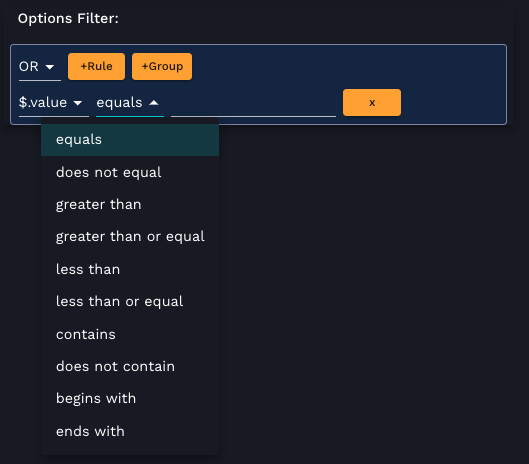 Options Filter:
OR +Rule +Group
$.value equals x
equals
does not equal
greater than
greater than or equal
less than
less than or equal
contains
does not contain
begins with
ends with